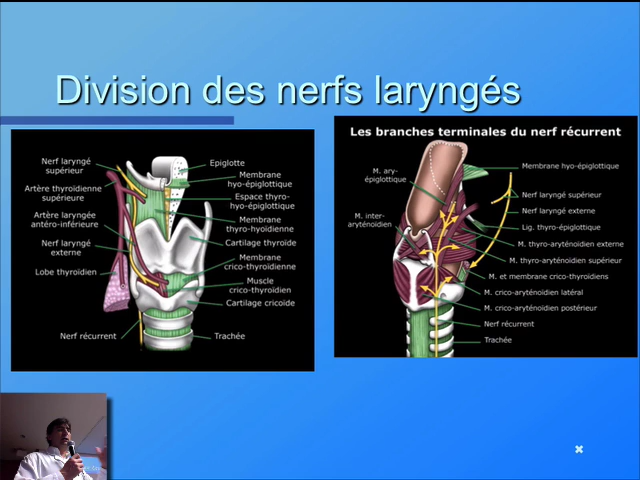 Division des nerfs laryngés
Nerf laryngé
supérieur
Artère thyroïdienne
supérieure
Artère laryngée
antéro-inférieure
Nerf laryngé
externe
Lobe thyroïdien
Nerf récurrent
Epiglotte
Membrane
hyo-épiglottique
Espace thyro-
hyo-épiglottique
Membrane
thyro-hyoïdienne
Cartilage thyroïde
Membrane
crico-thyroïdienne
Muscle
crico-thyroïdien
Cartilage cricoïde
Trachée
Les branches terminales du nerf récurrent
M. ary-
épiglottique
M. inter-
aryténoïdien
Membrane hyo-épiglottique
Nerf laryngé supérieur
Nerf laryngé externe
Lig. thyro-épiglottique
M. thyro-aryténoïdien externe
M. thyro-aryténoïdien supérieur
M. et membrane crico-thyroïdiens
M. crico-aryténoïdien latéral
M. crico-aryténoïdien postérieur
Nerf récurrent
Trachée